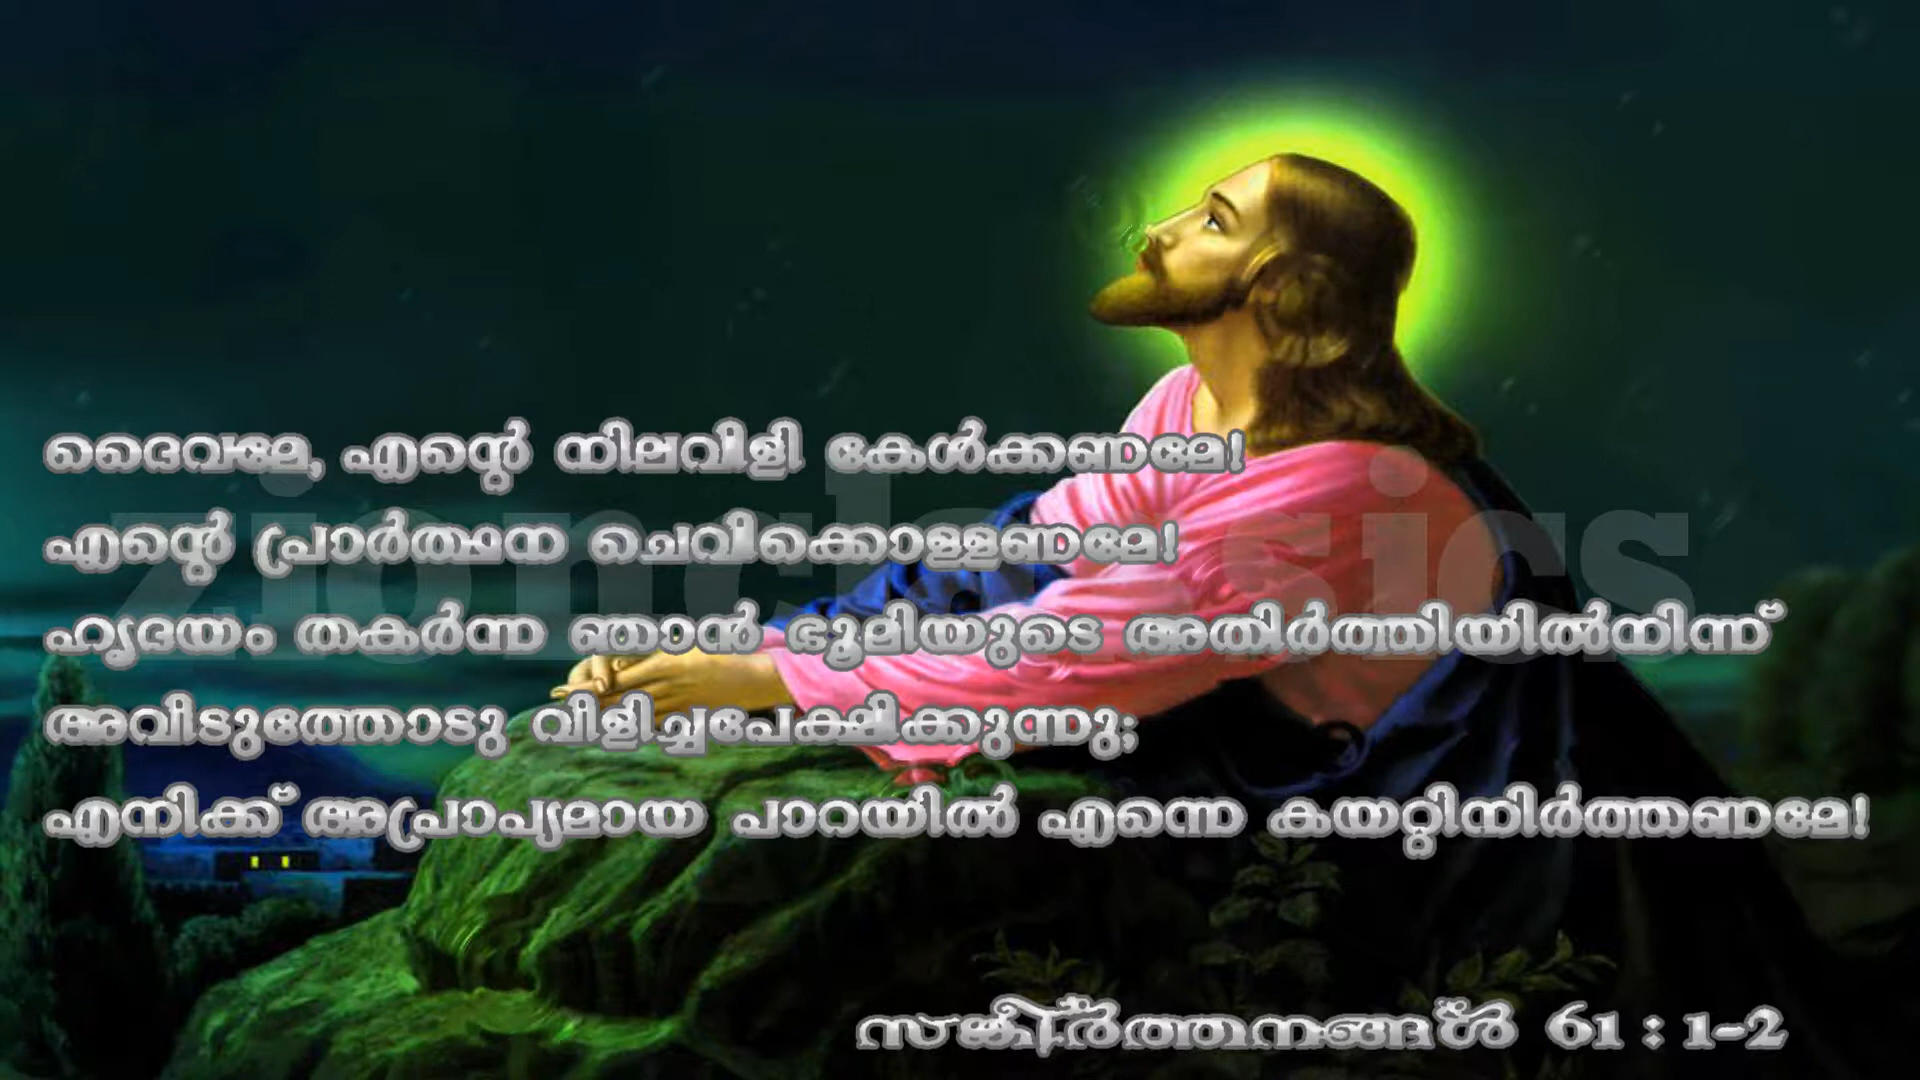 ദൈവമേ, എന്റെ നിലവിളി കേൾക്കണമേ!
എന്റെ പ്രാർത്ഥന ചെവിക്കൊള്ളണമേ!
zionclassics
ഹൃദയം തകർന്ന ഞാൻ ഭൂമിയുടെ അതിർത്തിയിൽനിന്ന്
അവിടുത്തോടു വിളിച്ചപേക്ഷിക്കുന്നു;
എനിക്ക് അപ്രാപ്യമായ പാറയിൽ എന്നെ കയറ്റിനിർത്തണമേ!
സങ്കീർത്തനങ്ങൾ 61 : 1-2